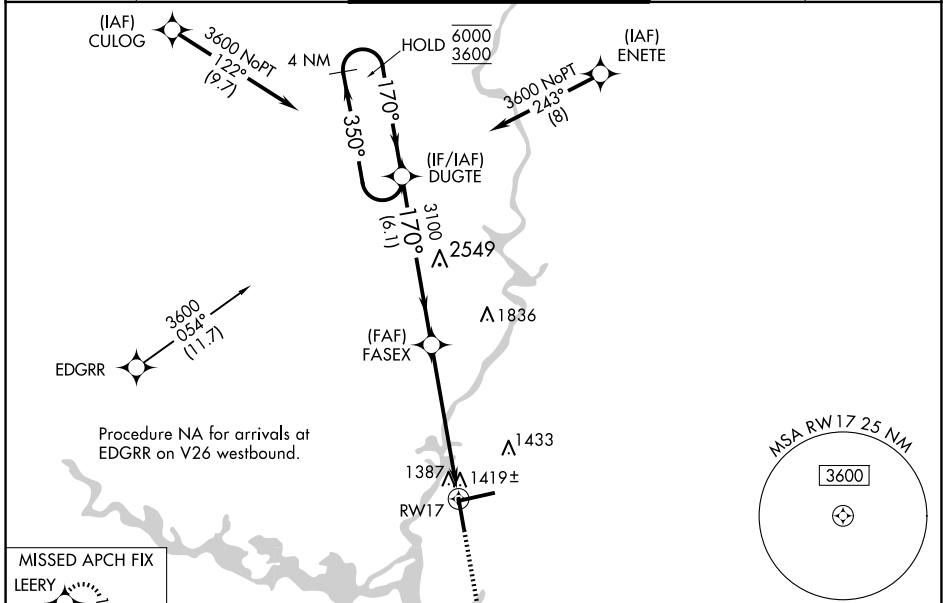 (IAF)
CULOG
3600 NoPT
122°
(9.7)
4 NM
HOLD
6000
3600
170°
350°
(IAF)
ENETE
3600 NoPT
243°
(8)
(IF/IAF)
DUGTE
3100
170°
(6.1)
2549
1836
(FAF)
FASEX
3600
054°
(11.7)
EDGRR
Procedure NA for arrivals at
EDGRR on V26 westbound.
1433
1387
1419±
RW17
MSA RW17 25 NM
3600
MISSED APCH FIX
LEERY